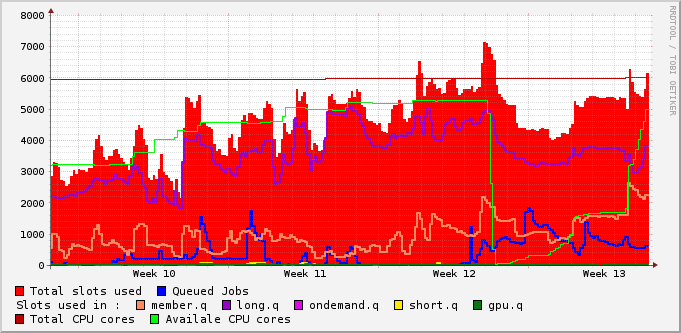 RRDTOOL / TOBI OETIKER
8000
7000
6000
5000
4000
3000
2000
1000
0
Week 10 Week 11 Week 12 Week 13
Total slots used Queued Jobs
Slots used in : member.q long.q ondemand.q short.q gpu.q
Total CPU cores Availale CPU cores